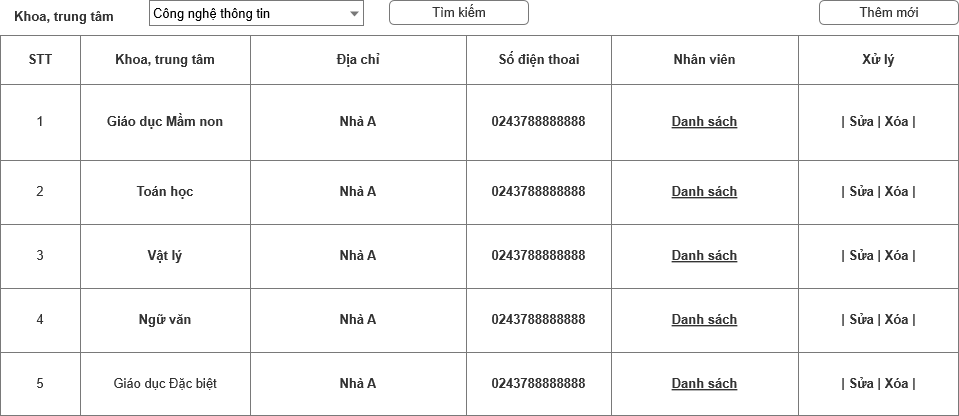 Khoa, trung tâm Công nghệ thông tin Tìm kiếm Thêm mới
STT Khoa, trung tâm Địa chỉ Số điện thoai Nhân viên Xử lý
1 Giáo dục Mầm non Nhà A 0243788888888 Danh sách | Sửa | Xóa |
2 Toán học Nhà A 0243788888888 Danh sách | Sửa | Xóa |
3 Vật lý Nhà A 0243788888888 Danh sách | Sửa | Xóa |
4 Ngữ văn Nhà A 0243788888888 Danh sách | Sửa | Xóa |
5 Giáo dục Đặc biệt Nhà A 0243788888888 Danh sách | Sửa | Xóa |